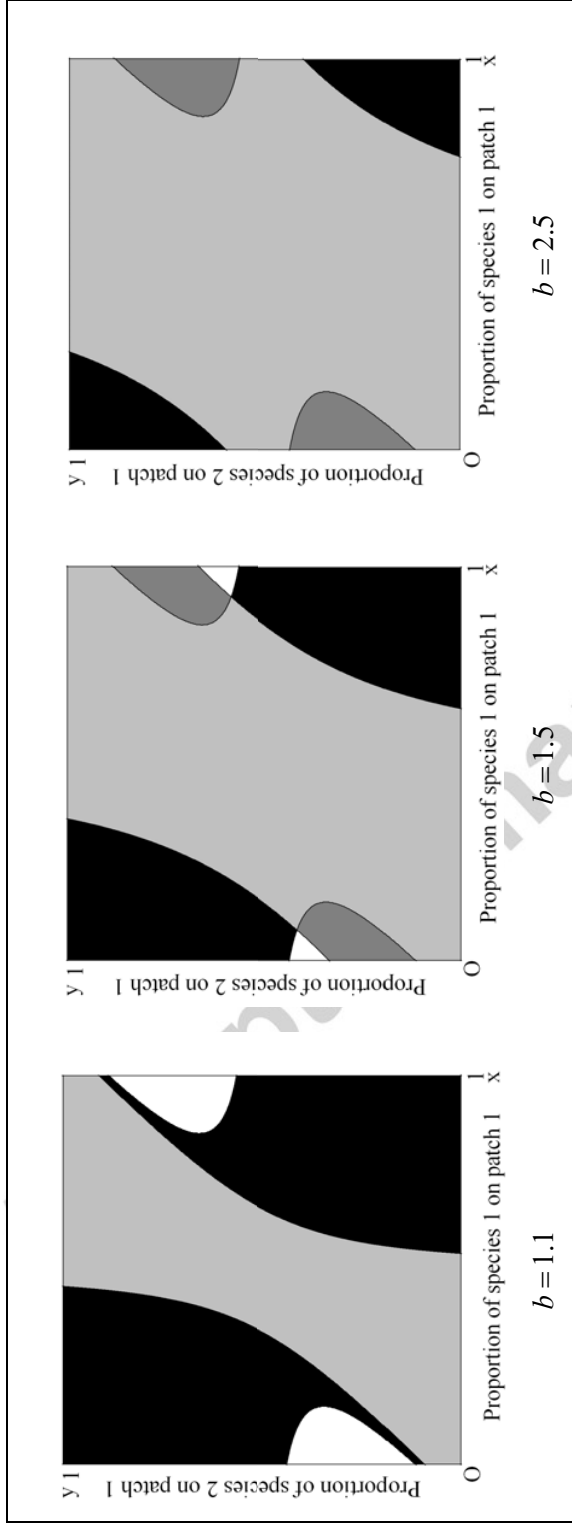 y 1
Proportion of species 2 on patch 1
O
1
x
Proportion of species 1 on patch 1
b = 1.1
y 1
Proportion of species 2 on patch 1
O
1
x
Proportion of species 1 on patch 1
b = 1.5
y 1
Proportion of species 2 on patch 1
O
1
x
Proportion of species 1 on patch 1
b = 2.5